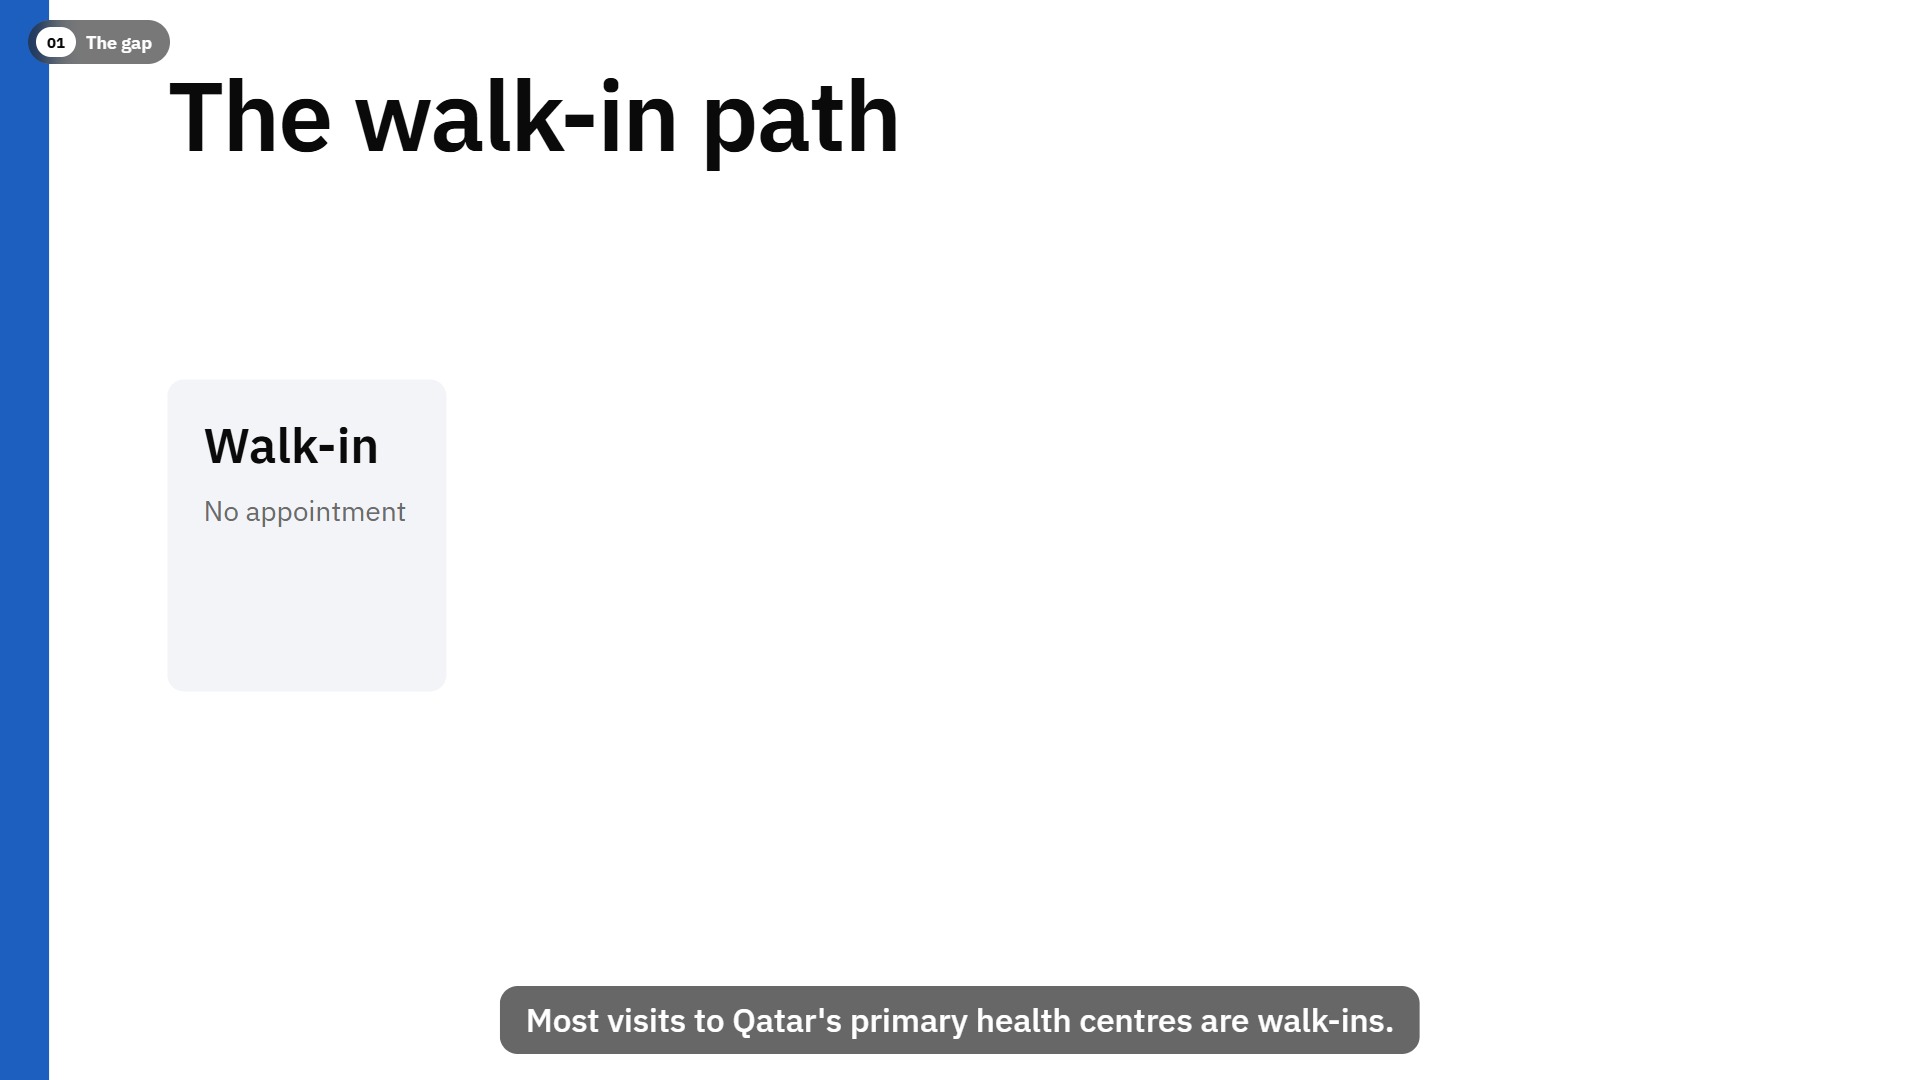 01 The gap
The walk-in path
Walk-in
No appointment
Most visits to Qatar's primary health centres are walk-ins.